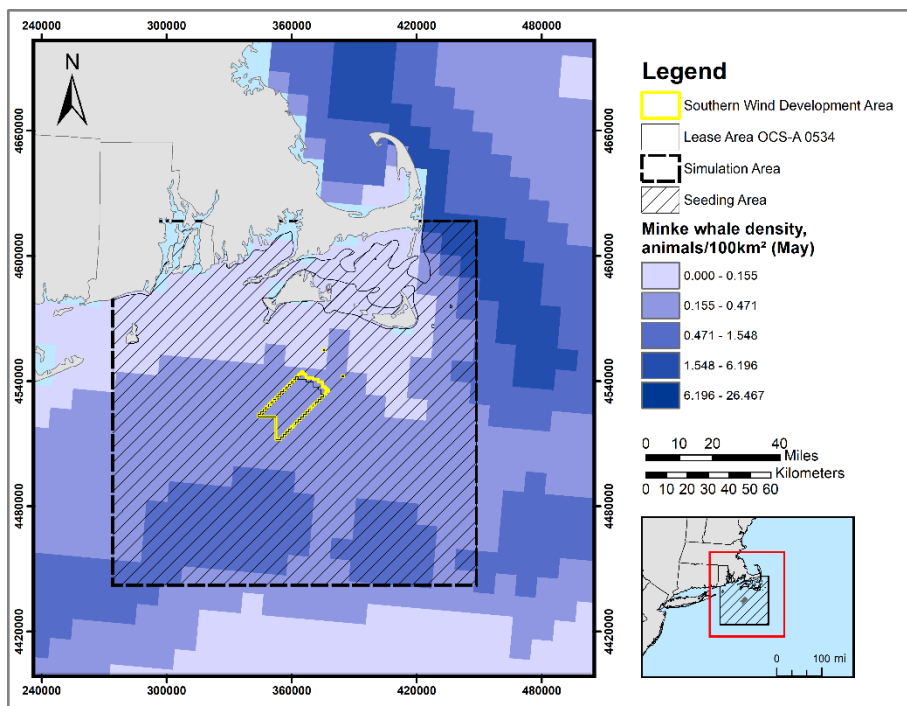 240000 300000 360000 420000 480000
N
4660000
4600000
4540000
4480000
4420000
4660000
4600000
4540000
4480000
4420000
240000 300000 360000 420000 480000
Legend
Southern Wind Development Area
Lease Area OCS-A 0534
Simulation Area
Seeding Area
Minke whale density,
animals/100km² (May)
0.000 - 0.155
0.155 - 0.471
0.471 - 1.548
1.548 - 6.196
6.196 - 26.467
0 10 20 40
Miles
Kilometers
0 10 20 30 40 50 60
0 100 mi